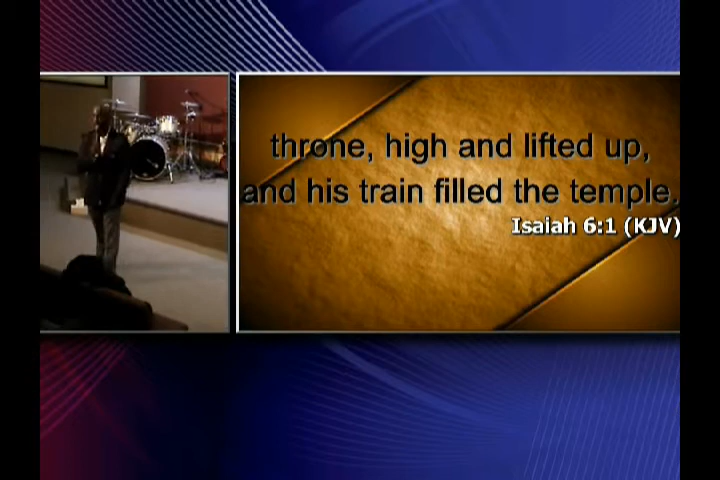 throne, high and lifted up,
and his train filled the temple.
Isaiah 6:1 (KJV)